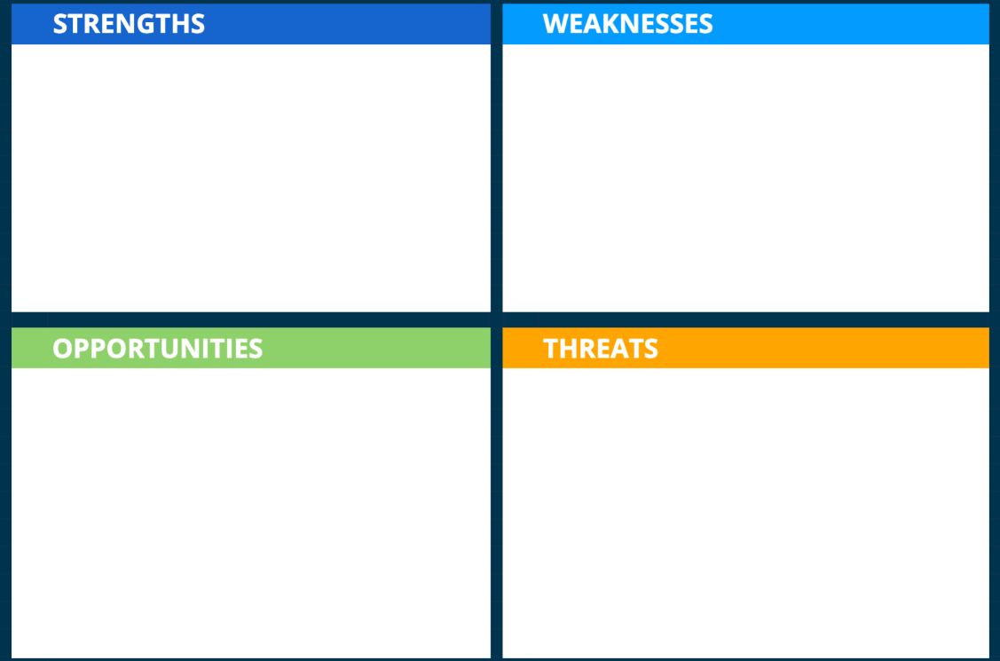 STRENGTHS
WEAKNESSES
OPPORTUNITIES
THREATS